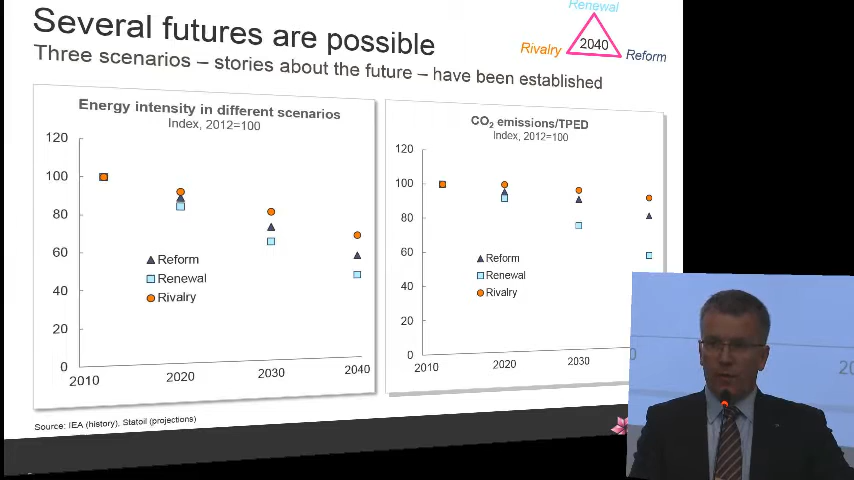 Several futures are possible
Three scenarios – stories about the future – have been established
Renewal
Rivalry
2040
Reform
Energy intensity in different scenarios
Index, 2012=100
120
100
80
60
40
20
0
Reform
Renewal
Rivalry
2010
2020
2030
2040
CO₂ emissions/TPED
Index, 2012=100
120
100
80
60
40
20
0
Reform
Renewal
Rivalry
2010
2020
2030
Source: IEA (history), Statoil (projections)